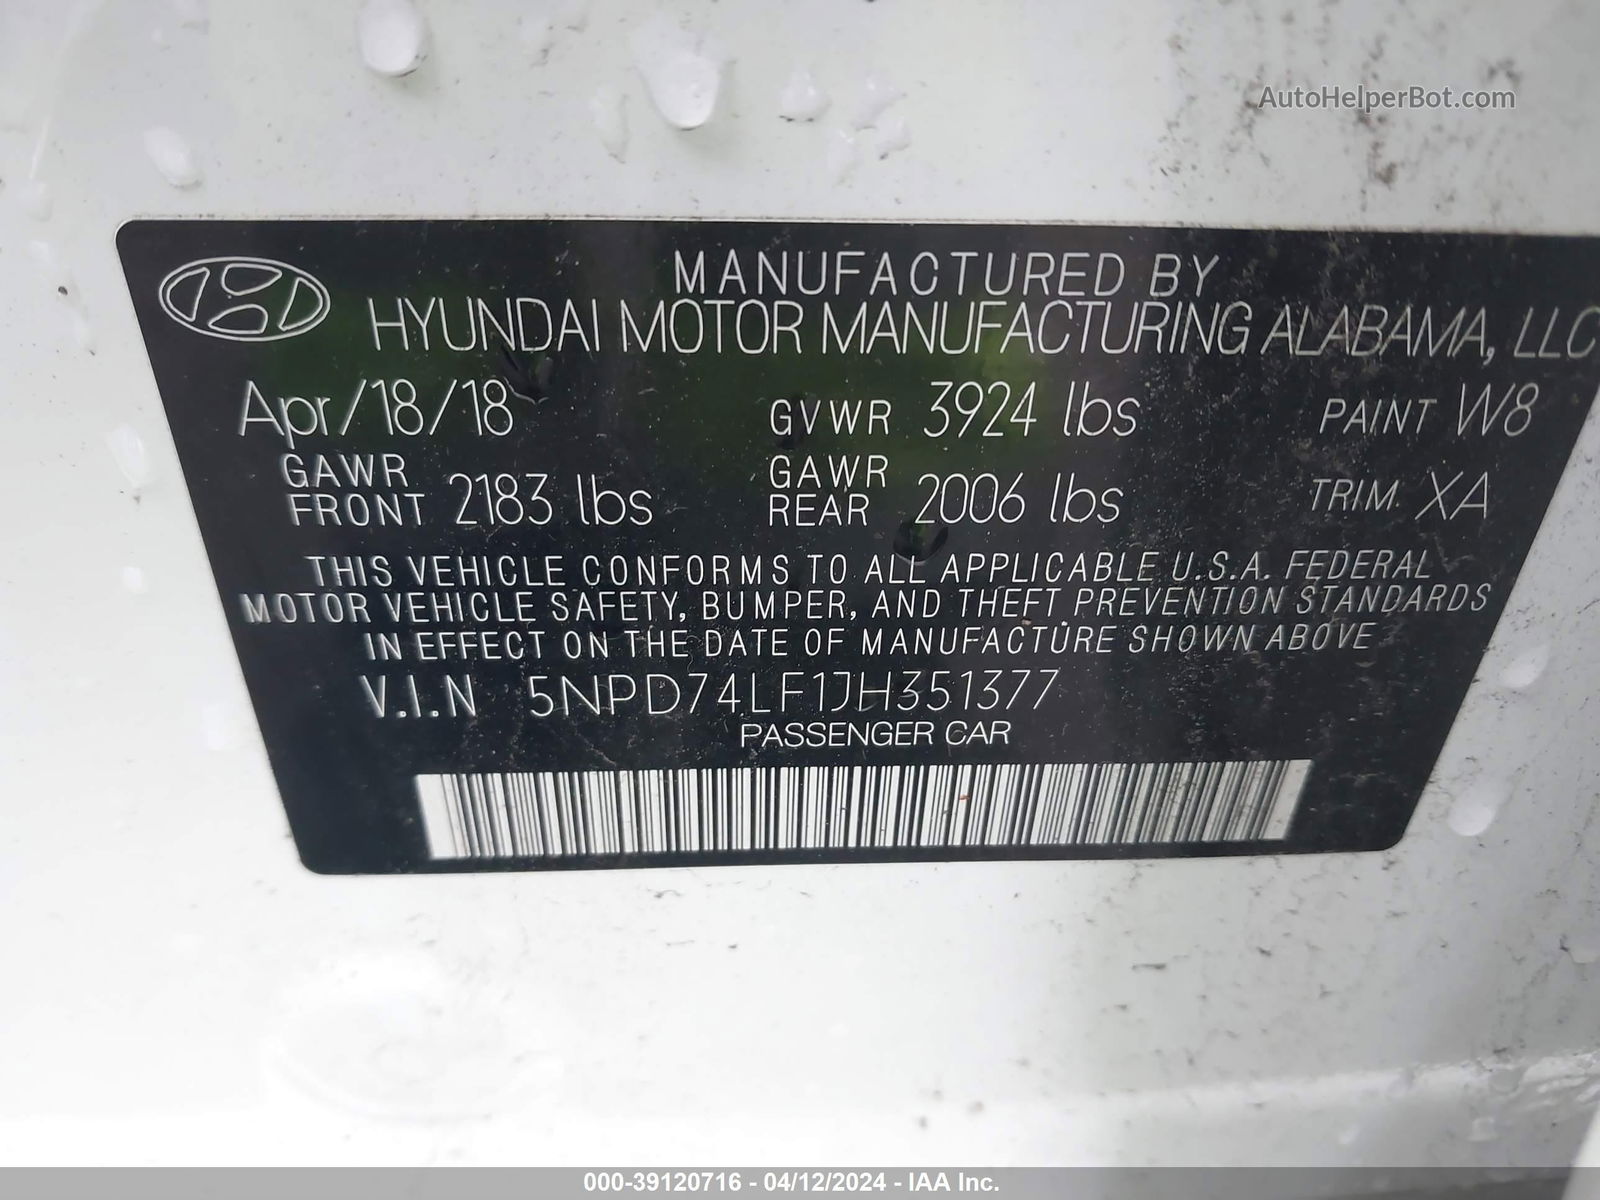 AutoHelperBot.com
MANUFACTURED BY
HYUNDAI MOTOR MANUFACTURING ALABAMA, LLC
Apr/18/18 GVWR 3924 lbs PAINT W8
GAWR FRONT 2183 lbs GAWR REAR 2006 lbs TRIM XA
THIS VEHICLE CONFORMS TO ALL APPLICABLE U.S.A. FEDERAL
MOTOR VEHICLE SAFETY, BUMPER, AND THEFT PREVENTION STANDARDS
IN EFFECT ON THE DATE OF MANUFACTURE SHOWN ABOVE
V.I.N 5NPD74LF1JH351377
PASSENGER CAR
000-39120716 - 04/12/2024 - IAA Inc.